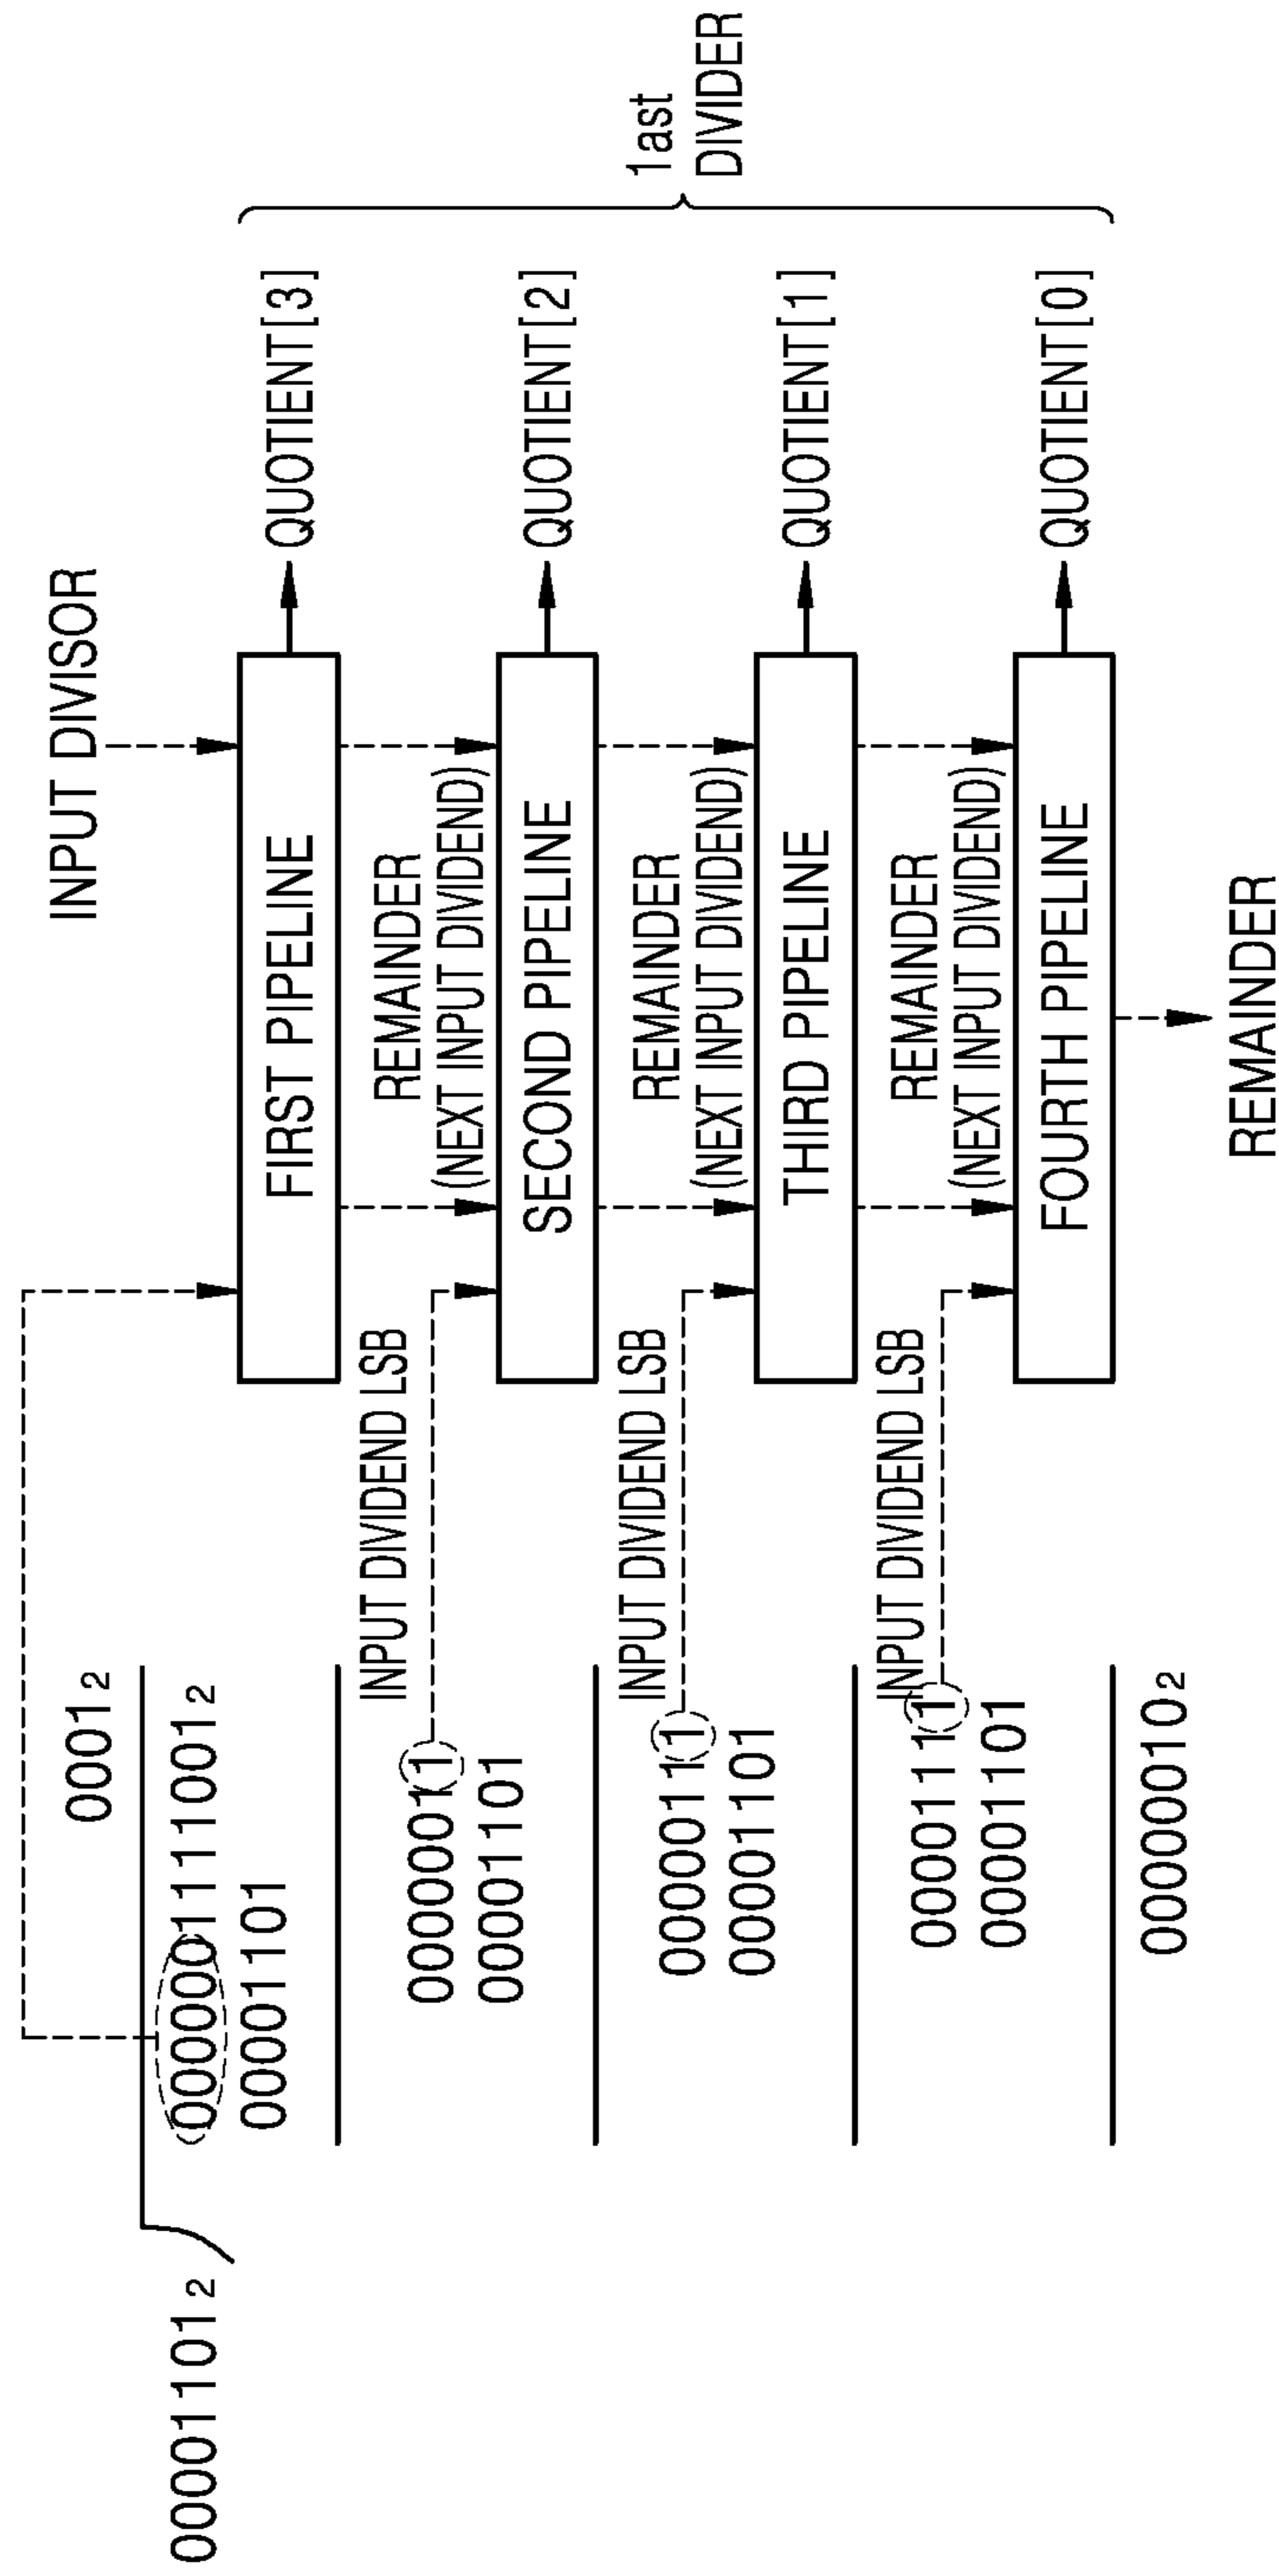 INPUT DIVISOR
0001₂
00001101₂
0000001111001₂
00001101
FIRST PIPELINE
QUOTIENT[3]
INPUT DIVIDEND LSB
REMAINDER
(NEXT INPUT DIVIDEND)
00000011
00001101
SECOND PIPELINE
QUOTIENT[2]
INPUT DIVIDEND LSB
REMAINDER
(NEXT INPUT DIVIDEND)
00000111
00001101
THIRD PIPELINE
QUOTIENT[1]
1ast
DIVIDER
INPUT DIVIDEND LSB
REMAINDER
(NEXT INPUT DIVIDEND)
00001111
00001101
FOURTH PIPELINE
QUOTIENT[0]
00000010₂
REMAINDER